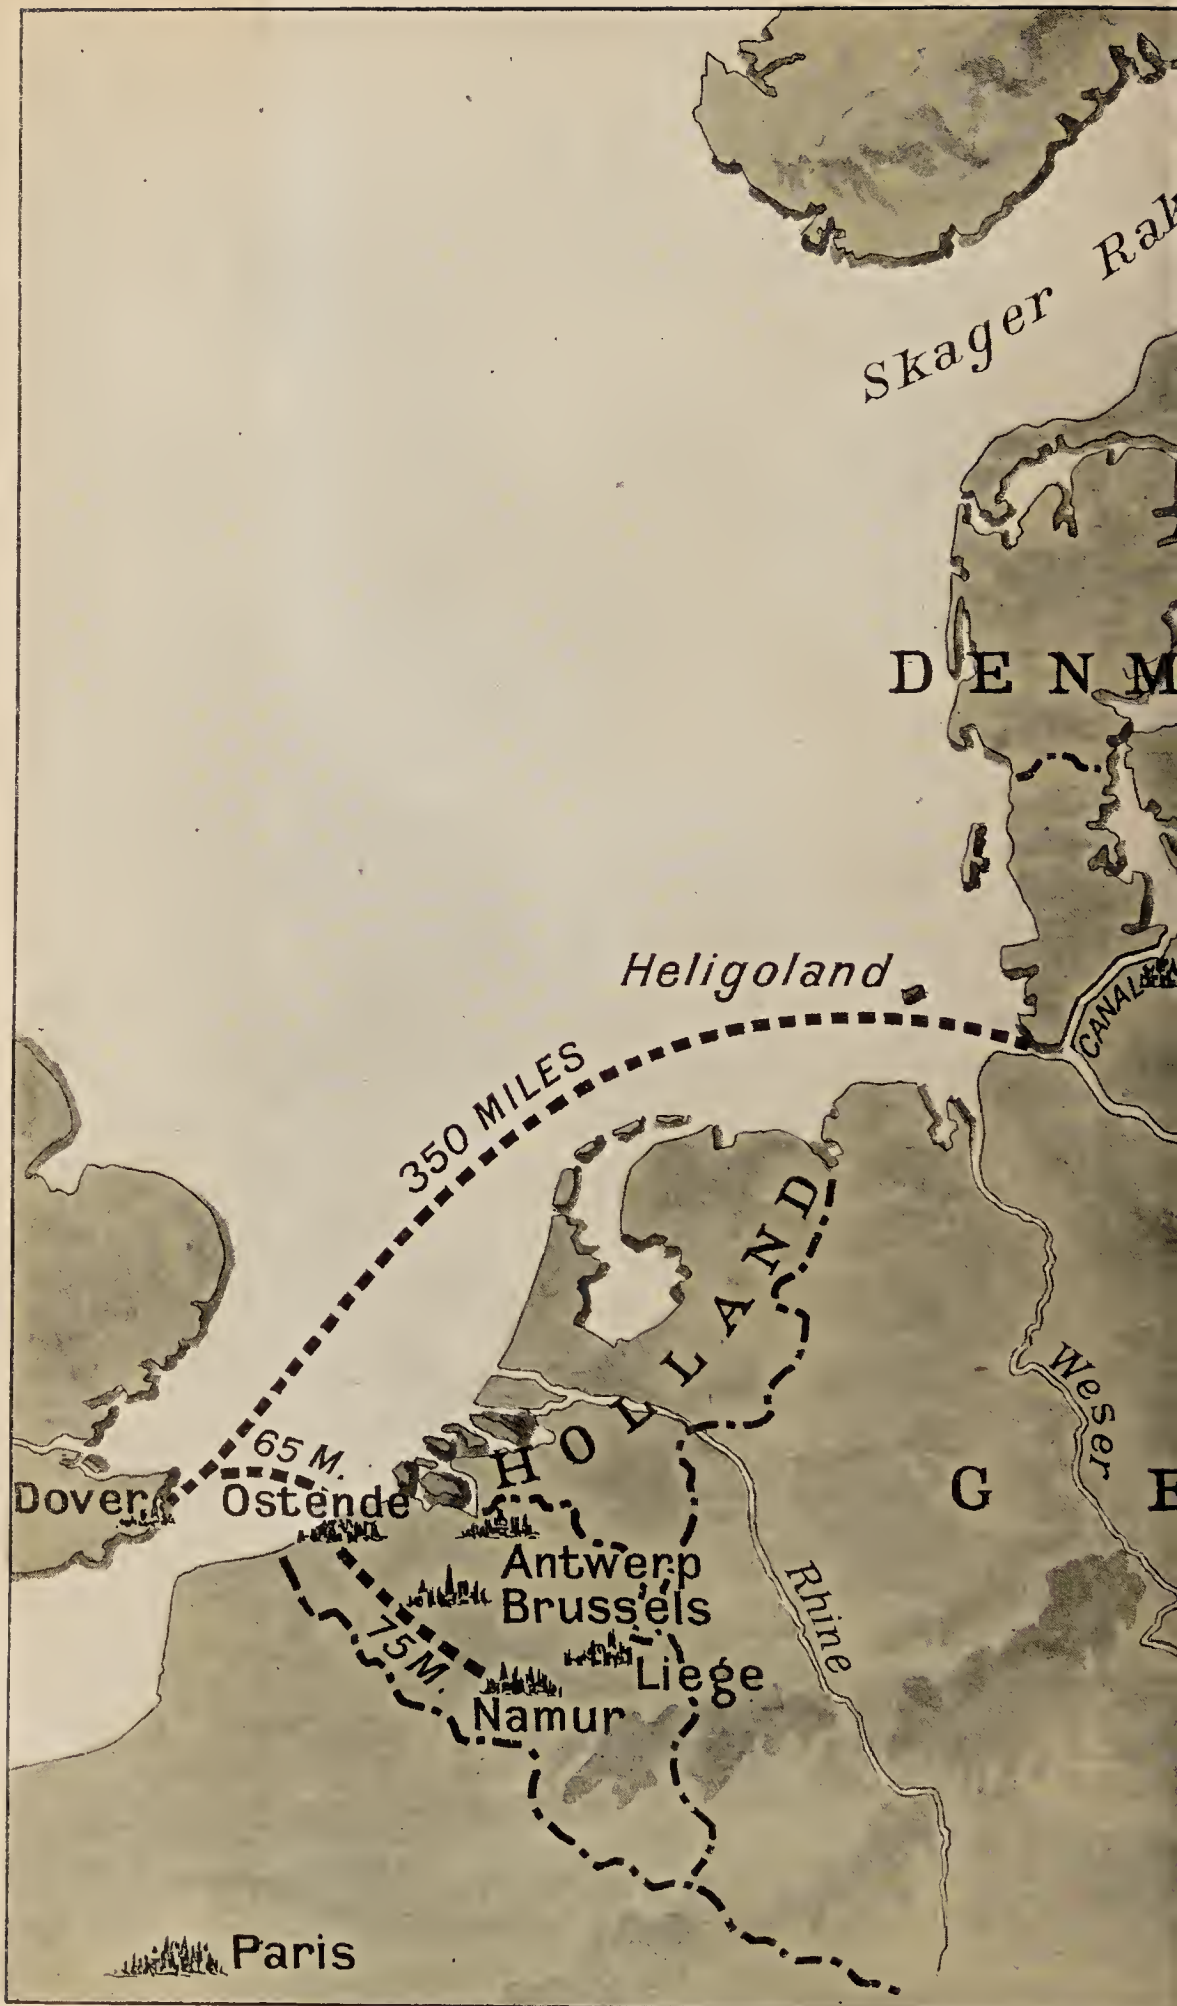 Skager Rak
DENM
Heligoland
CANAL
350 MILES
HOLLAND
Weser
65 M.
Dover
Ostende
G E
Antwerp
Brussels
Rhine
75 M.
Liege
Namur
Paris